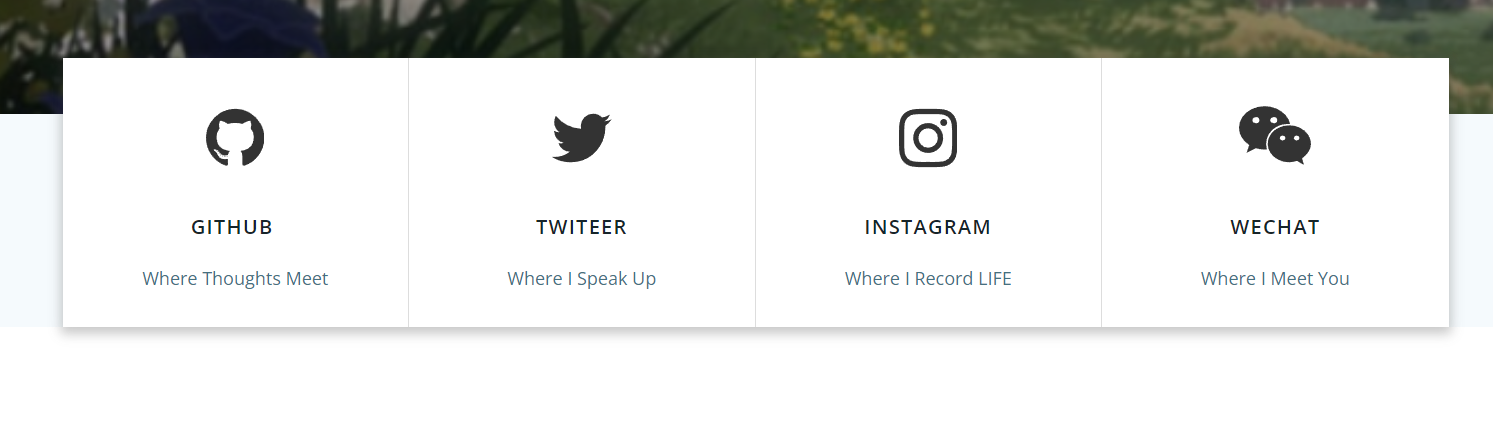 GITHUB
Where Thoughts Meet
TWITEER
Where I Speak Up
INSTAGRAM
Where I Record LIFE
WECHAT
Where I Meet You